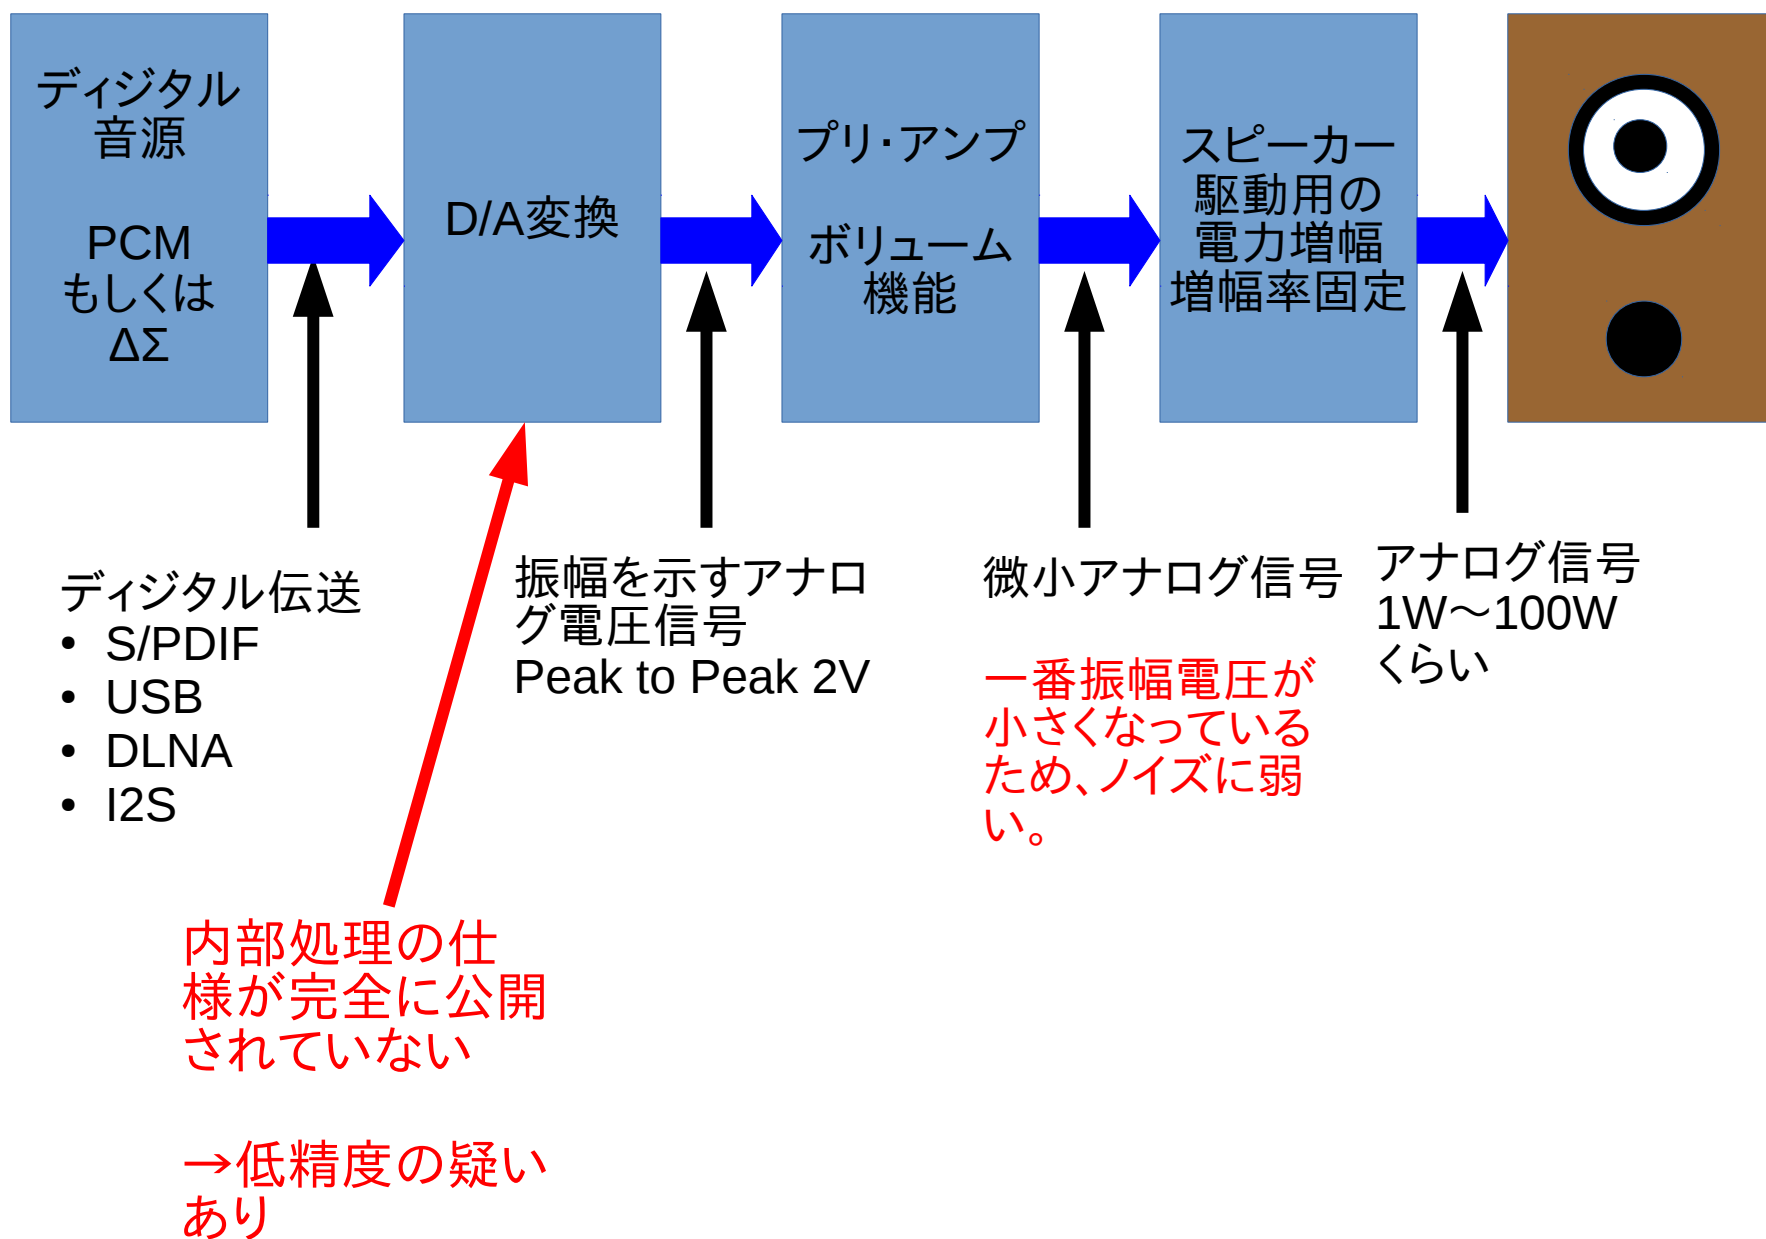 ディジタル
音源
PCM
もしくは
ΔΣ
D/A変換
プリ・アンプ
ボリューム
機能
スピーカー
駆動用の
電力増幅
増幅率固定
ディジタル伝送
• S/PDIF
• USB
• DLNA
• I2S
振幅を示すアナロ
グ電圧信号
Peak to Peak 2V
微小アナログ信号
一番振幅電圧が
小さくなっている
ため、ノイズに弱
い。
アナログ信号
1W～100W
くらい
内部処理の仕
様が完全に公開
されていない
→低精度の疑い
あり